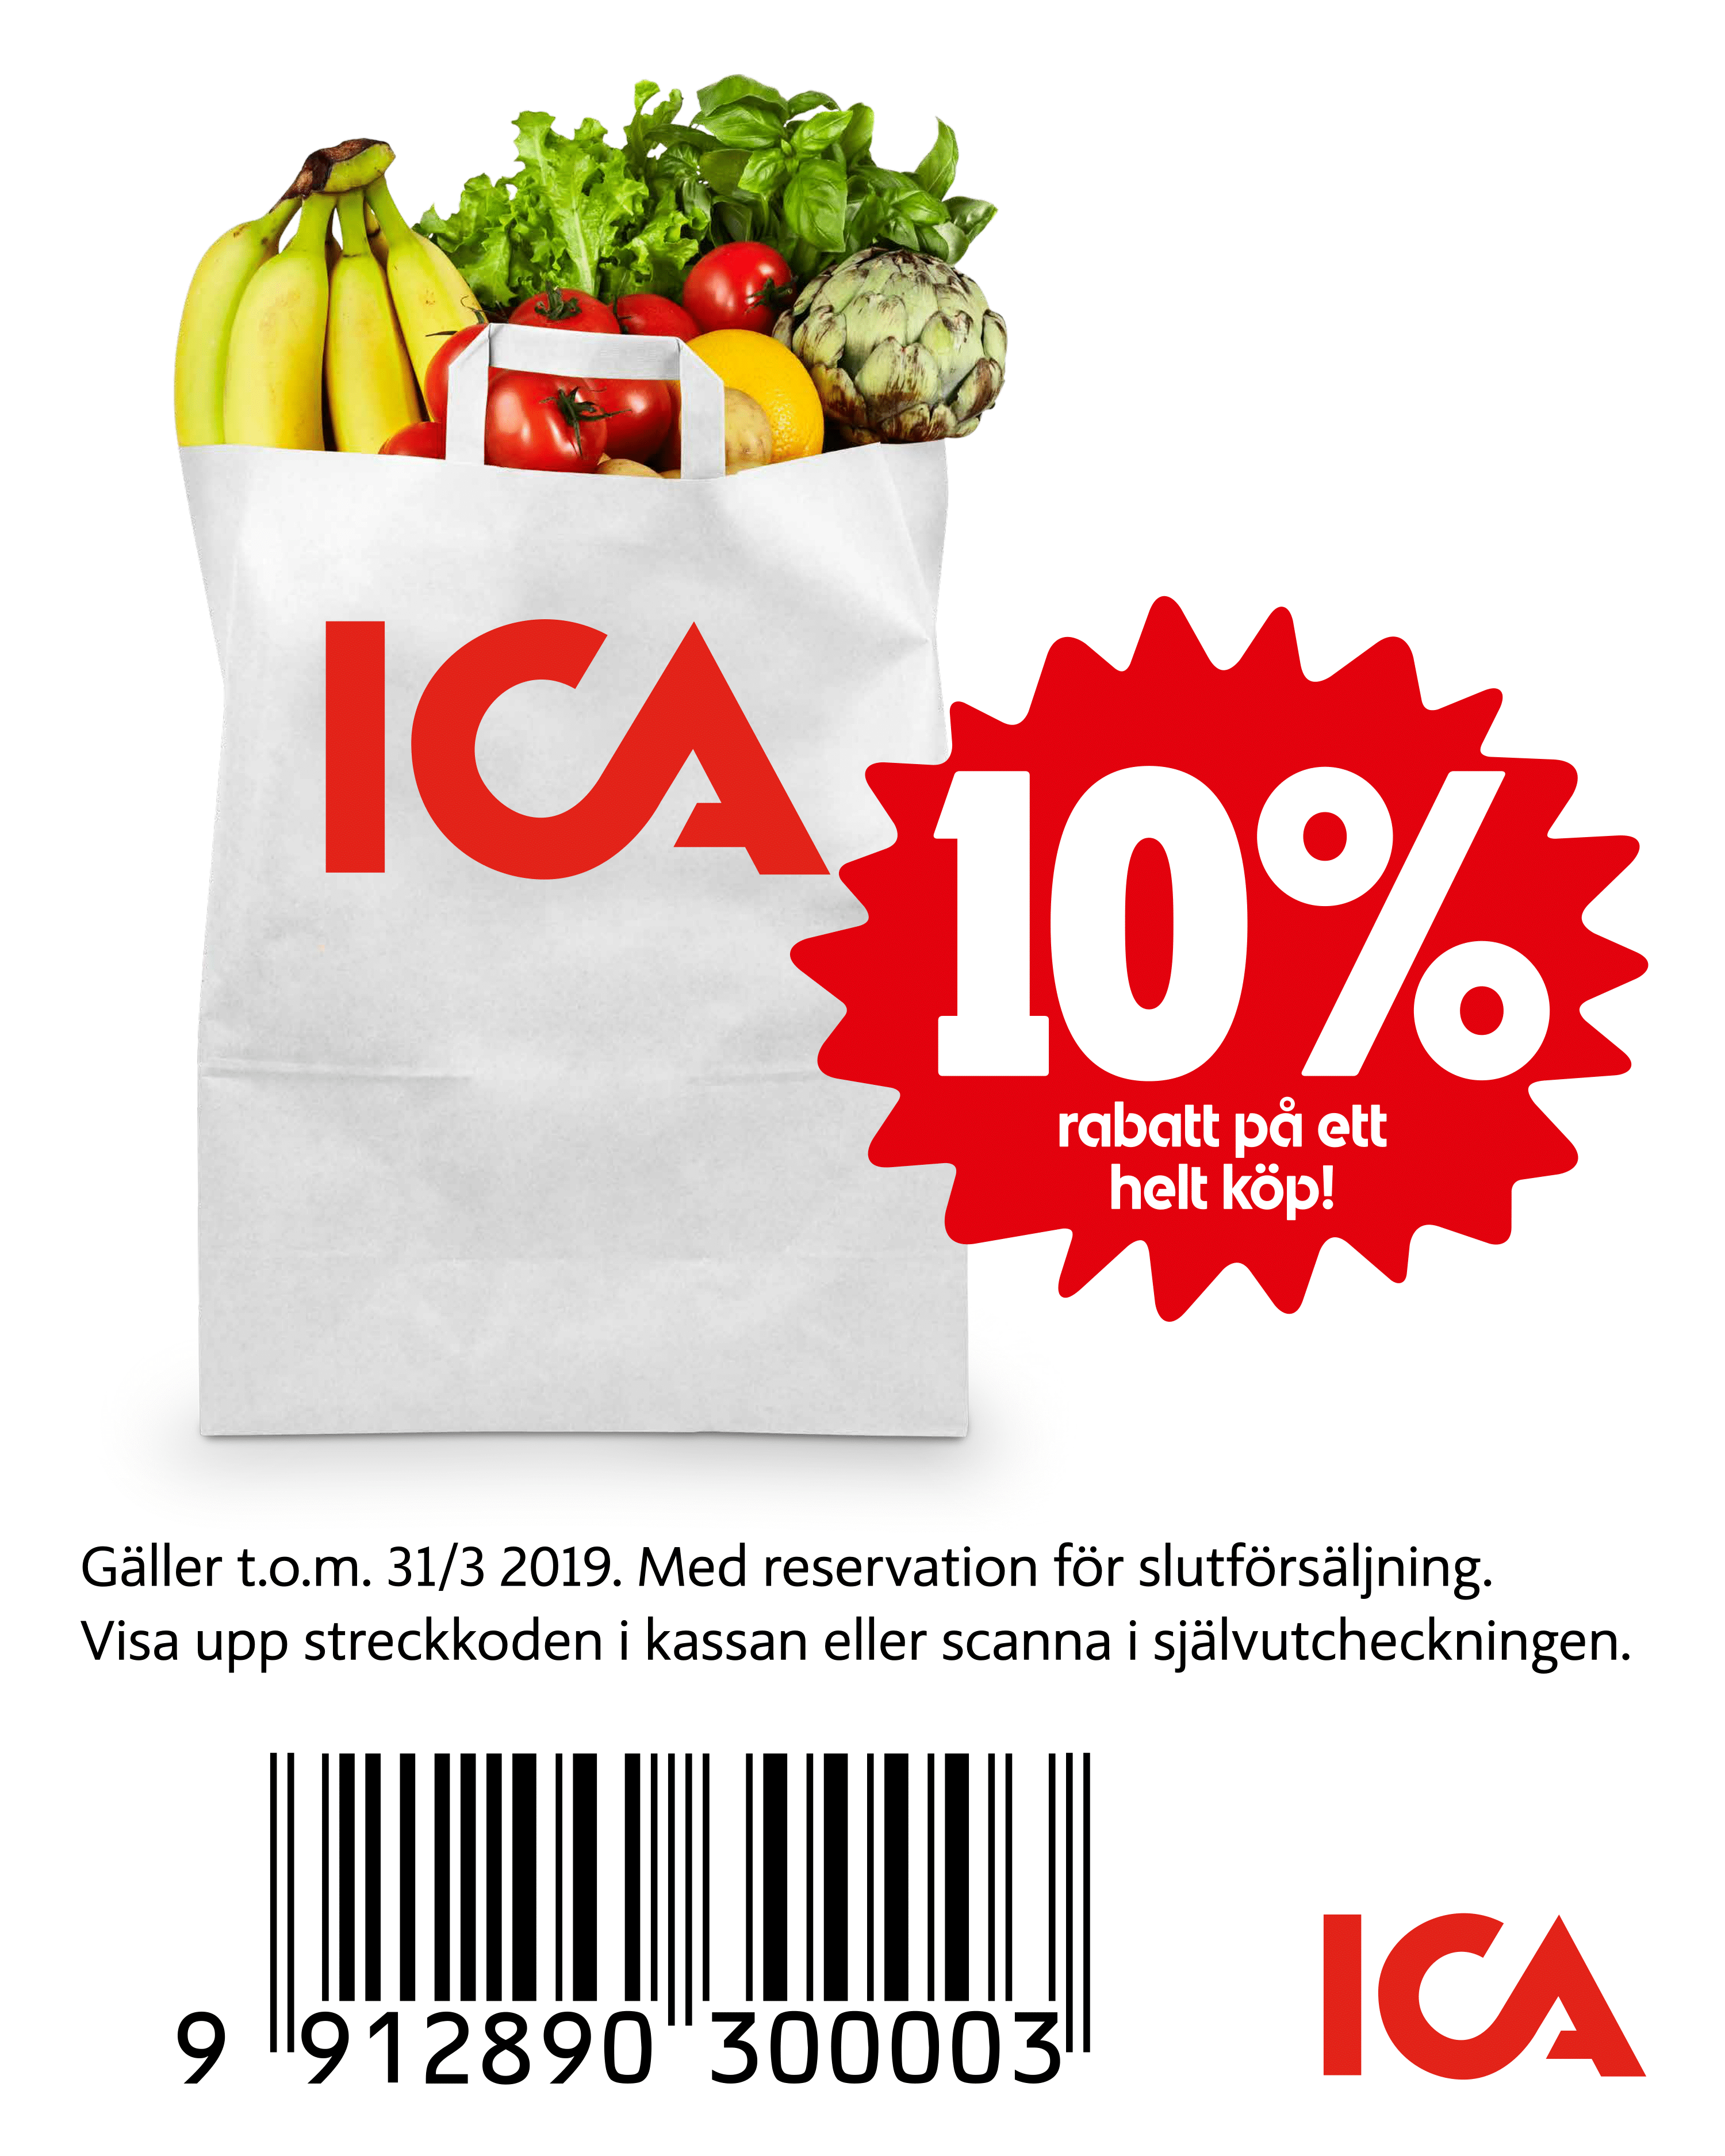 ICA
10%
rabatt på ett
helt köp!
Gäller t.o.m. 31/3 2019. Med reservation för slutförsäljning.
Visa upp streckkoden i kassan eller scanna i självutcheckningen.
9 912890 300003
ICA